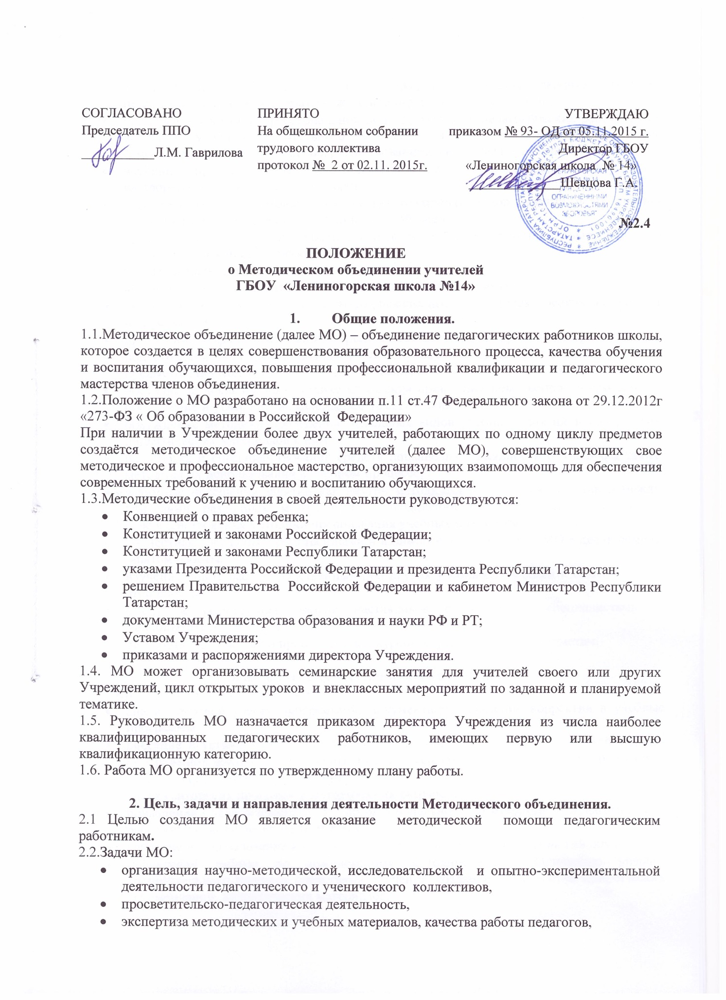 СОГЛАСОВАНО
Председатель ППО
___________Л.М. Гаврилова
ПРИНЯТО
На общешкольном собрании
трудового коллектива
протокол № 2 от 02.11. 2015г.
УТВЕРЖДАЮ
приказом № 93- ОД от 05.11.2015 г.
Директор ГБОУ
«Лениногорская школа № 14»
______________Шевцова Г.А.
ОГРАНИЧЕННЫМИ
ВОЗМОЖНОСТЯМИ
ЗДОРОВЬЯ"
№2.4
ПОЛОЖЕНИЕ
о Методическом объединении учителей
ГБОУ «Лениногорская школа №14»
1. Общие положения.
1.1.Методическое объединение (далее МО) – объединение педагогических работников школы,
которое создается в целях совершенствования образовательного процесса, качества обучения
и воспитания обучающихся, повышения профессиональной квалификации и педагогического
мастерства членов объединения.
1.2.Положение о МО разработано на основании п.11 ст.47 Федерального закона от 29.12.2012г
«273-ФЗ « Об образовании в Российской Федерации»
При наличии в Учреждении более двух учителей, работающих по одному циклу предметов
создаётся методическое объединение учителей (далее МО), совершенствующих свое
методическое и профессиональное мастерство, организующих взаимопомощь для обеспечения
современных требований к учению и воспитанию обучающихся.
1.3.Методические объединения в своей деятельности руководствуются:
• Конвенцией о правах ребенка;
• Конституцией и законами Российской Федерации;
• Конституцией и законами Республики Татарстан;
• указами Президента Российской Федерации и президента Республики Татарстан;
• решением Правительства Российской Федерации и кабинетом Министров Республики
Татарстан;
• документами Министерства образования и науки РФ и РТ;
• Уставом Учреждения;
• приказами и распоряжениями директора Учреждения.
1.4. МО может организовывать семинарские занятия для учителей своего или других
Учреждений, цикл открытых уроков и внеклассных мероприятий по заданной и планируемой
тематике.
1.5. Руководитель МО назначается приказом директора Учреждения из числа наиболее
квалифицированных педагогических работников, имеющих первую или высшую
квалификационную категорию.
1.6. Работа МО организуется по утвержденному плану работы.
2. Цель, задачи и направления деятельности Методического объединения.
2.1 Целью создания МО является оказание методической помощи педагогическим
работникам.
2.2.Задачи МО:
• организация научно-методической, исследовательской и опытно-экспериментальной
деятельности педагогического и ученического коллективов,
• просветительско-педагогическая деятельность,
• экспертиза методических и учебных материалов, качества работы педагогов,